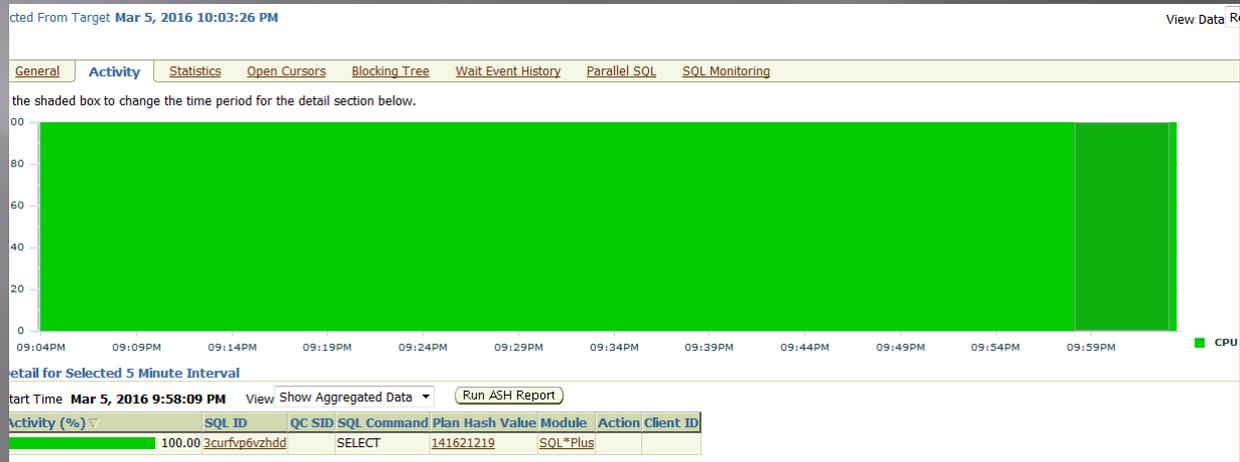 cted From Target Mar 5, 2016 10:03:26 PM
View Data
General Activity Statistics Open Cursors Blocking Tree Wait Event History Parallel SQL SQL Monitoring
the shaded box to change the time period for the detail section below.
00
80
60
40
20
0
09:04PM 09:09PM 09:14PM 09:19PM 09:24PM 09:29PM 09:34PM 09:39PM 09:44PM 09:49PM 09:54PM 09:59PM
CPU
etail for Selected 5 Minute Interval
tart Time Mar 5, 2016 9:58:09 PM View Show Aggregated Data Run ASH Report
Activity (%) SQL ID QC SID SQL Command Plan Hash Value Module Action Client ID
100.00 3curfvp6vzhdd SELECT 141621219 SQL*Plus